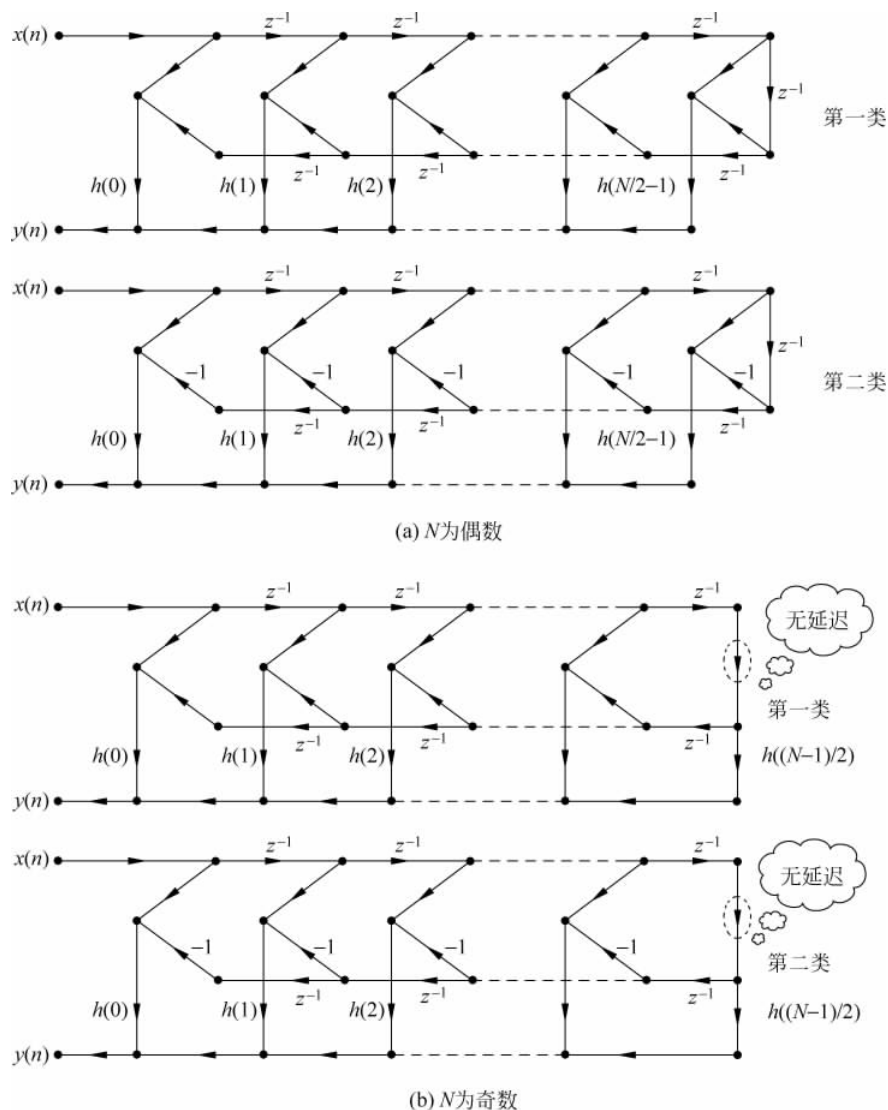 x(n) z⁻¹ z⁻¹ z⁻¹
z⁻¹
第一类
h(0) h(1) z⁻¹ h(2) z⁻¹ h(N/2−1) z⁻¹
y(n)
x(n) z⁻¹ z⁻¹ z⁻¹
z⁻¹
−1 −1 −1 −1 −1 第二类
h(0) h(1) z⁻¹ h(2) z⁻¹ h(N/2−1) z⁻¹
y(n)
(a) N为偶数
x(n) z⁻¹ z⁻¹ z⁻¹
无延迟
第一类
h(0) h(1) z⁻¹ h(2) z⁻¹ z⁻¹ h((N−1)/2)
y(n)
x(n) z⁻¹ z⁻¹ z⁻¹
无延迟
−1 −1 −1 −1
第二类
h(0) h(1) z⁻¹ h(2) z⁻¹ z⁻¹ h((N−1)/2)
y(n)
(b) N为奇数